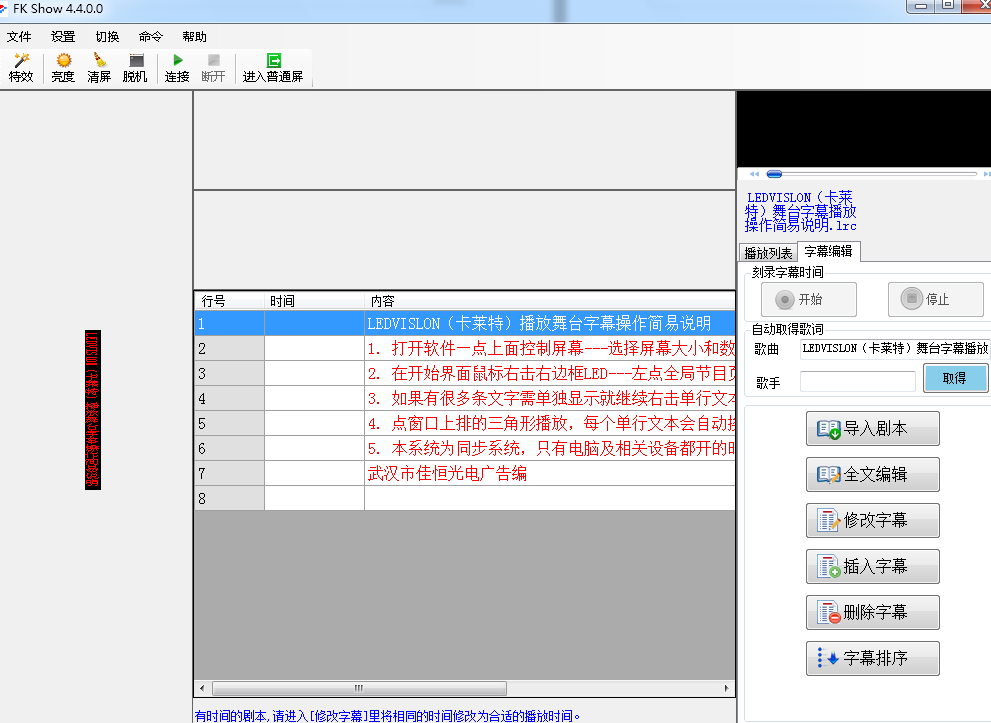 FK Show 4.4.0.0
文件 设置 切换 命令 帮助
特效 亮度 清屏 脱机 连接 断开 进入普通屏
LEDVISLON（卡莱
特）舞台字幕播放
操作简易说明.lrc
播放列表 字幕编辑
刻录字幕时间
开始 停止
自动取得歌词
歌曲 LEDVISLON（卡莱特）舞台字幕播放
歌手 取得
导入剧本
全文编辑
修改字幕
插入字幕
删除字幕
字幕排序
行号 时间 内容
1 LEDVISLON（卡莱特）播放舞台字幕操作简易说明
2 1. 打开软件一点上面控制屏幕---选择屏幕大小和数
3 2. 在开始界面鼠标右击右边框LED---左点全局节目页
4 3. 如果有很多条文字需单独显示就继续右击单行文本
5 4. 点窗口上排的三角形播放，每个单行文本会自动按
6 5. 本系统为同步系统，只有电脑及相关设备都开的时
7 武汉市佳恒光电广告编
8
有时间的剧本,请进入[修改字幕]里将相同的时间修改为合适的播放时间。